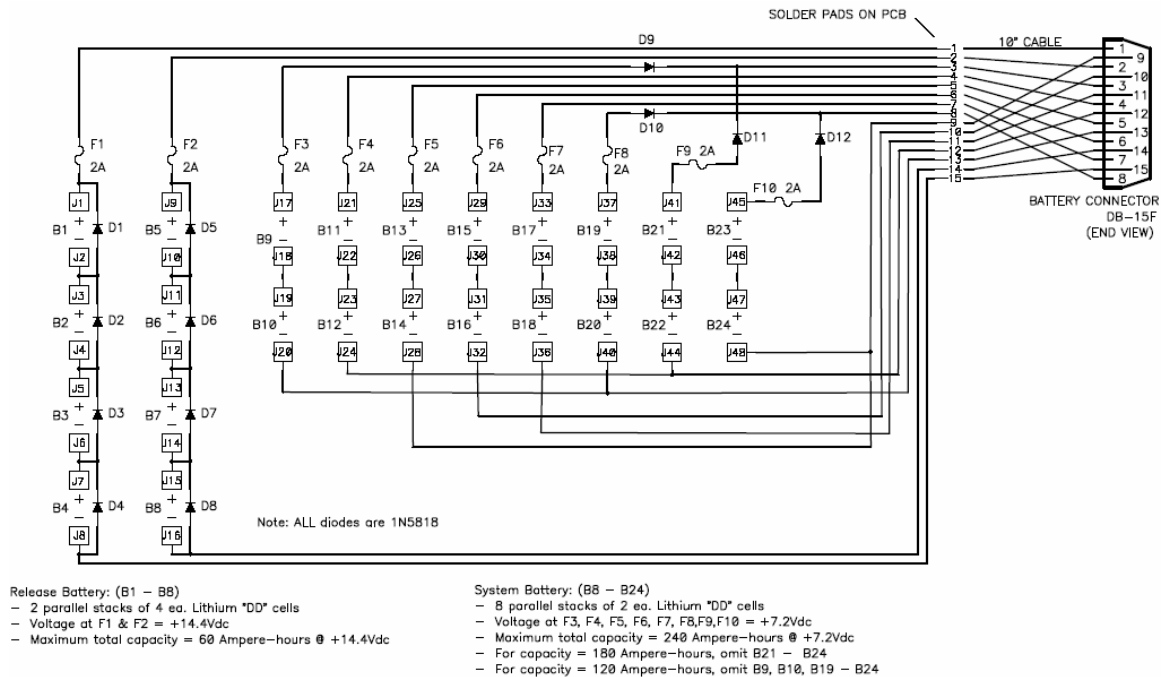 SOLDER PADS ON PCB
D9
10" CABLE
1
2
3
4
5
6
7
8
9
10
11
12
13
14
15
1
9
2
10
3
11
4
12
5
13
6
14
7
15
8
BATTERY CONNECTOR
DB-15F
(END VIEW)
D10 D11 D12
F1 F2 F3 F4 F5 F6 F7 F8 F9 2A
2A 2A 2A 2A 2A 2A 2A 2A F10 2A
J1 J9 J17 J21 J25 J29 J33 J37 J41 J45
+ + + + + + + + + +
B1 D1 B5 D5 B9 B11 B13 B15 B17 B19 B21 B23
- - - - - - - - - -
J2 J10 J18 J22 J26 J30 J34 J38 J42 J46
J3 J11 J19 J23 J27 J31 J35 J39 J43 J47
+ + + + + + + + + +
B2 D2 B6 D6 B10 B12 B14 B16 B18 B20 B22 B24
- - - - - - - - - -
J4 J12 J20 J24 J28 J32 J36 J40 J44 J48
J5 J13
+ +
B3 D3 B7 D7
- -
J6 J14
J7 J15
+ +
B4 D4 B8 D8
- -
J8 J16
Note: ALL diodes are 1N5818
Release Battery: (B1 - B8)
- 2 parallel stacks of 4 ea. Lithium "DD" cells
- Voltage at F1 & F2 = +14.4Vdc
- Maximum total capacity = 60 Ampere-hours @ +14.4Vdc
System Battery: (B8 - B24)
- 8 parallel stacks of 2 ea. Lithium "DD" cells
- Voltage at F3, F4, F5, F6, F7, F8,F9,F10 = +7.2Vdc
- Maximum total capacity = 240 Ampere-hours @ +7.2Vdc
- For capacity = 180 Ampere-hours, omit B21 - B24
- For capacity = 120 Ampere-hours, omit B9, B10, B19 - B24